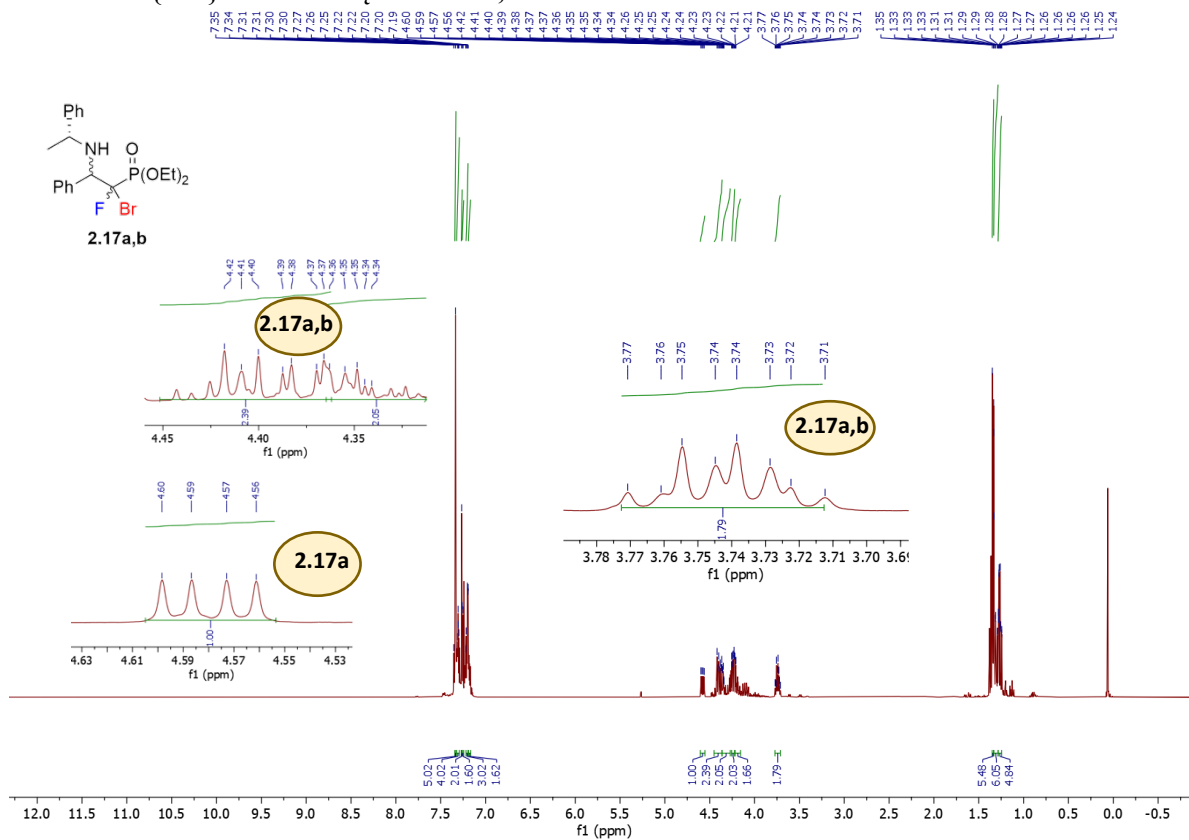 7.35 7.34 7.31 7.31 7.30 7.30 7.27 7.26 7.25 7.22 7.22 7.20 7.20 7.19 4.60 4.59 4.57 4.56 4.42 4.41 4.40 4.39 4.38 4.37 4.37 4.36 4.35 4.35 4.34 4.34 4.26 4.25 4.25 4.24 4.24 4.23 4.23 4.22 4.21 4.21 3.77 3.76 3.75 3.74 3.74 3.73 3.72 3.71 1.35 1.33 1.33 1.33 1.31 1.31 1.29 1.29 1.28 1.28 1.27 1.27 1.26 1.26 1.26 1.25 1.24
Ph
NH
O
P(OEt)2
Ph
F Br
2.17a,b
4.42 4.41 4.40 4.39 4.38 4.37 4.37 4.36 4.35 4.35 4.34 4.34
2.17a,b
2.39 2.05
4.45 4.40 4.35
f1 (ppm)
3.77 3.76 3.75 3.74 3.74 3.73 3.72 3.71
2.17a,b
1.79
3.78 3.77 3.76 3.75 3.74 3.73 3.72 3.71 3.70
f1 (ppm)
4.60 4.59 4.57 4.56
2.17a
1.00
4.63 4.61 4.59 4.57 4.55 4.53
f1 (ppm)
5.02 4.02 2.01 1.60 3.02 1.62 1.00 2.39 2.05 2.03 1.66 1.79 5.48 6.05 4.84
12.0 11.5 11.0 10.5 10.0 9.5 9.0 8.5 8.0 7.5 7.0 6.5 6.0 5.5 5.0 4.5 4.0 3.5 3.0 2.5 2.0 1.5 1.0 0.5 0.0 -0.5
f1 (ppm)